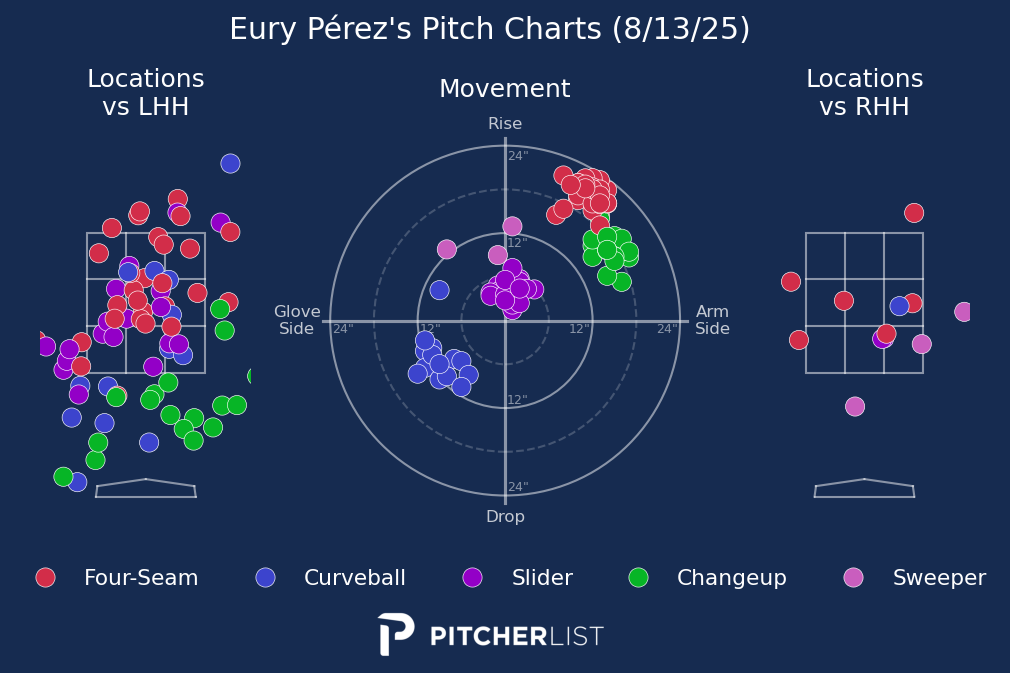 Eury Pérez's Pitch Charts (8/13/25)
Locations
vs LHH
Movement
Locations
vs RHH
Rise
24"
12"
Glove
Side
24"
12"
12"
24"
Arm
Side
12"
24"
Drop
Four-Seam
Curveball
Slider
Changeup
Sweeper
PITCHERLIST